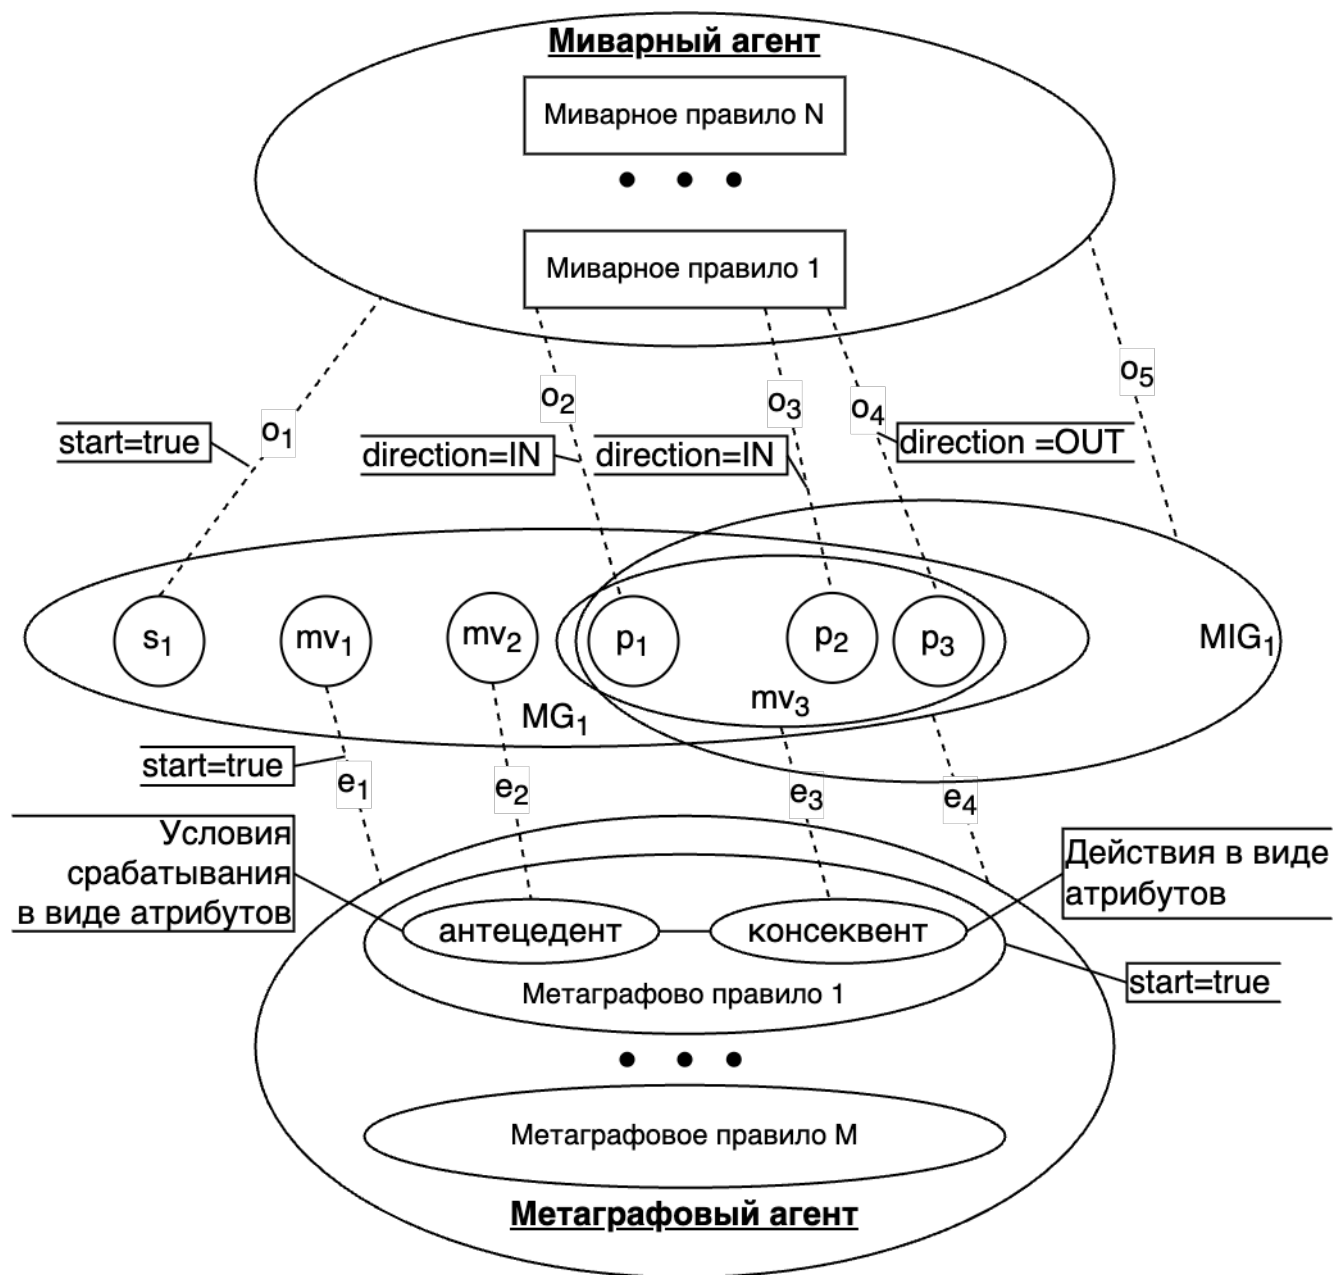 Миварный агент
Миварное правило N
Миварное правило 1
o1
o2
o3
o4
o5
start=true
direction=IN
direction=IN
direction =OUT
s1
mv1
mv2
p1
p2
p3
MIG1
mv3
MG1
start=true
e1
e2
e3
e4
Условия
срабатывания
в виде атрибутов
Действия в виде
атрибутов
антецедент
консеквент
start=true
Метаграфово правило 1
Метаграфовое правило M
Метаграфовый агент